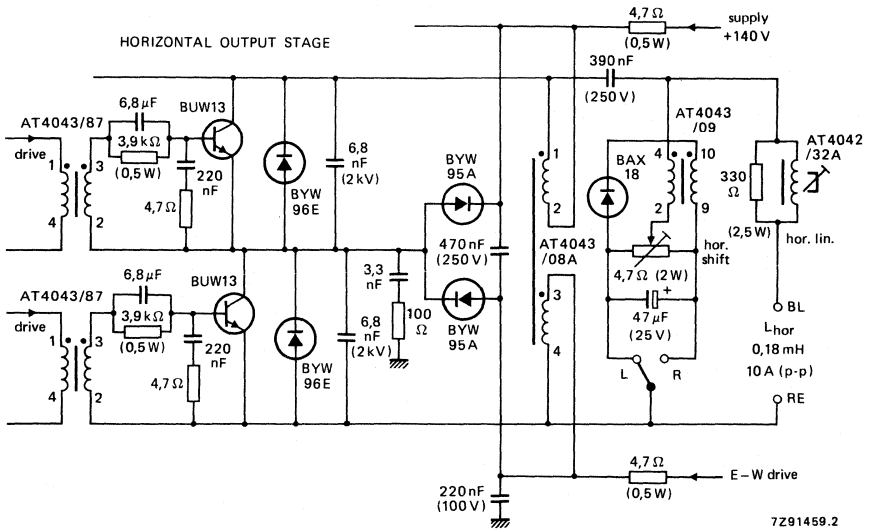 HORIZONTAL OUTPUT STAGE
4,7 Ω
(0,5 W)
supply
+140 V
390 nF
(250 V)
AT4043/87
drive
1
4
3
2
6,8 µF
3,9 kΩ
(0,5 W)
220
nF
4,7 Ω
BUW13
BYW
96E
6,8
nF
(2 kV)
BYW
95A
470 nF
(250 V)
BYW
95A
1
2
AT4043
/08A
3
4
BAX
18
AT4043
/09
4
10
2
9
hor.
shift
4,7 Ω (2 W)
47 µF
+
(25 V)
L
R
330
Ω
(2,5 W)
AT4042
/32A
hor. lin.
BL
Lhor
0,18 mH
10 A (p-p)
RE
AT4043/87
drive
1
4
3
2
6,8 µF
3,9 kΩ
(0,5 W)
220
nF
4,7 Ω
BUW13
BYW
96E
6,8
nF
(2 kV)
3,3
nF
100
Ω
220 nF
(100 V)
4,7 Ω
(0,5 W)
E–W drive
7Z91459.2